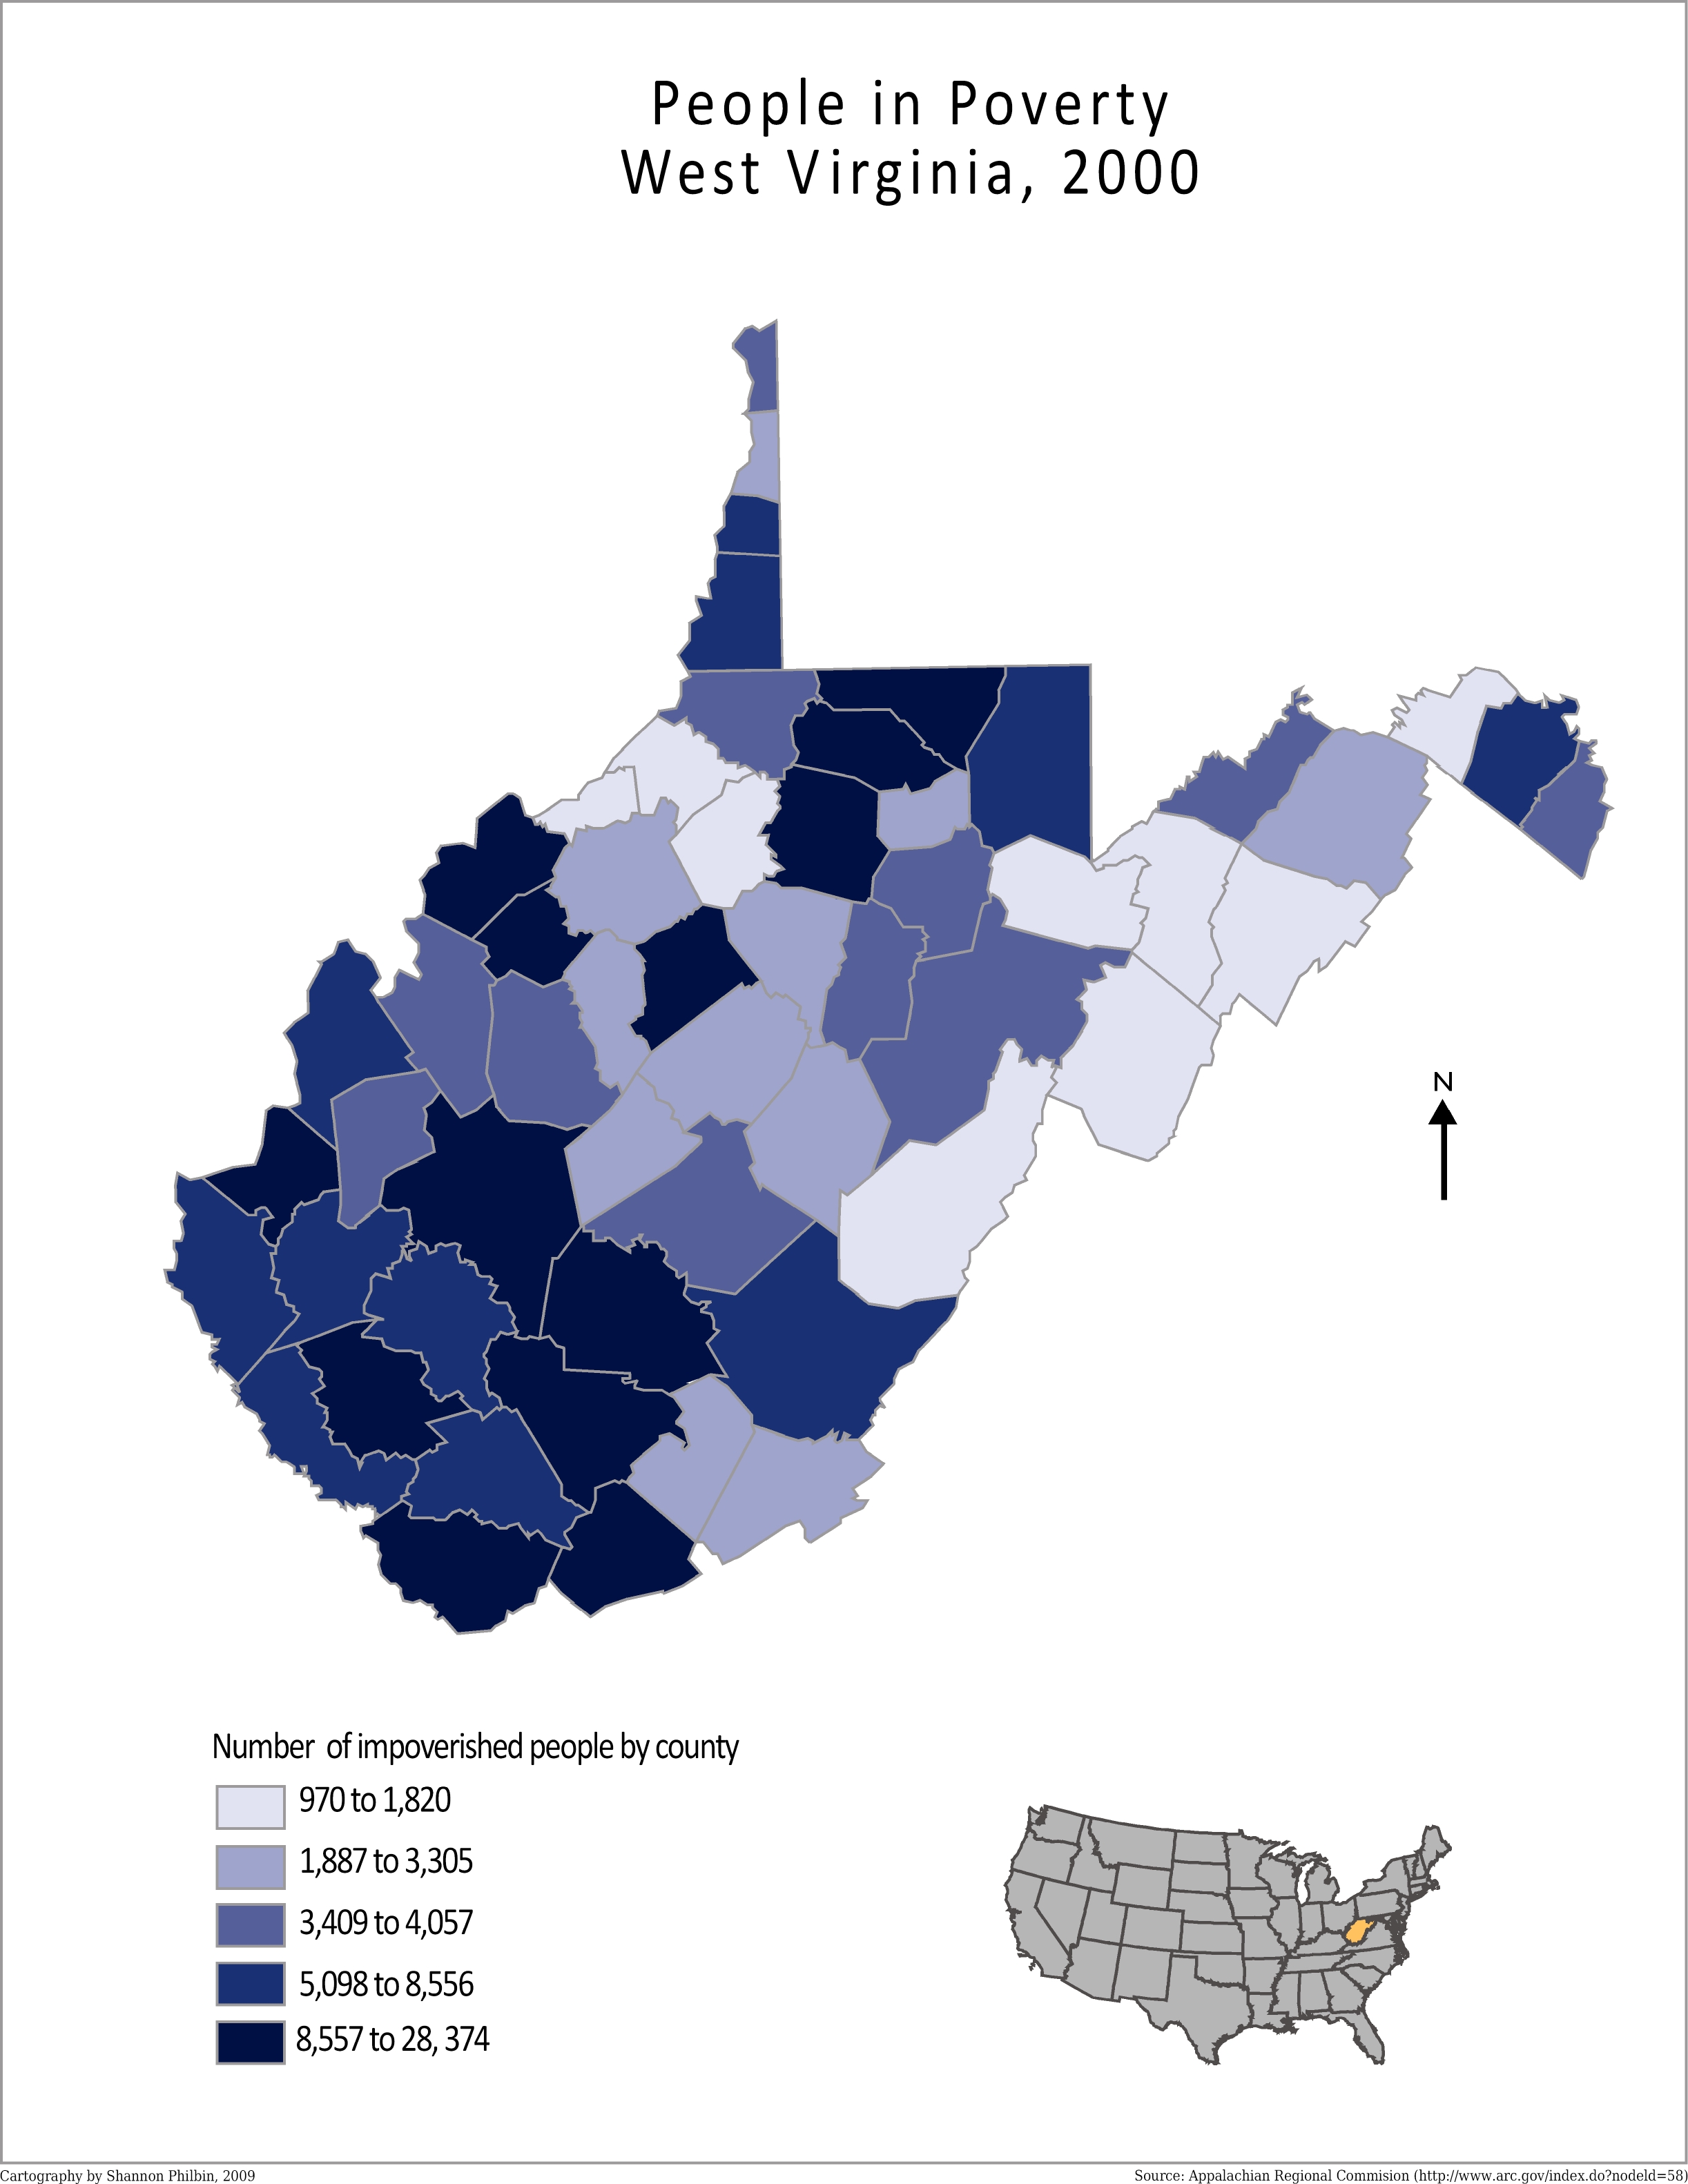 People in Poverty
West Virginia, 2000
N
Number of impoverished people by county
970 to 1,820
1,887 to 3,305
3,409 to 4,057
5,098 to 8,556
8,557 to 28, 374
Cartography by Shannon Philbin, 2009
Source: Appalachian Regional Commision (http://www.arc.gov/index.do?nodeId=58)